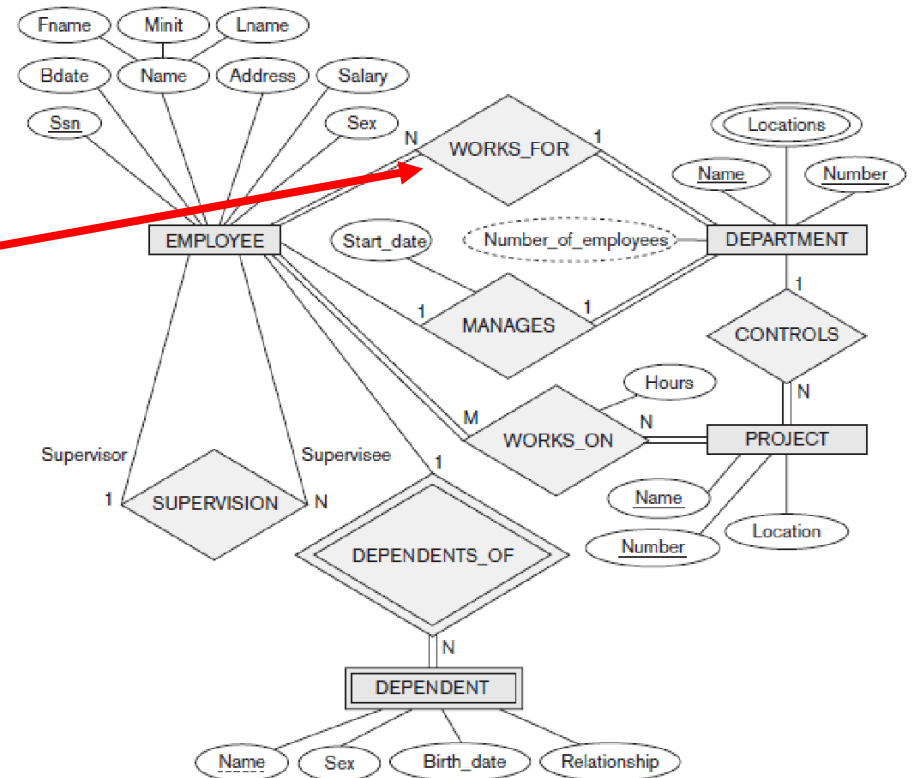 Fname Minit Lname
Bdate Name Address Salary
Ssn Sex
N WORKS_FOR 1
Locations
Name Number
EMPLOYEE Start_date Number_of_employees DEPARTMENT
1 MANAGES 1
1
CONTROLS
N
Hours
M WORKS_ON N PROJECT
Supervisor Supervisee
1 SUPERVISION N
1
Name
Number Location
DEPENDENTS_OF
N
DEPENDENT
Name Sex Birth_date Relationship